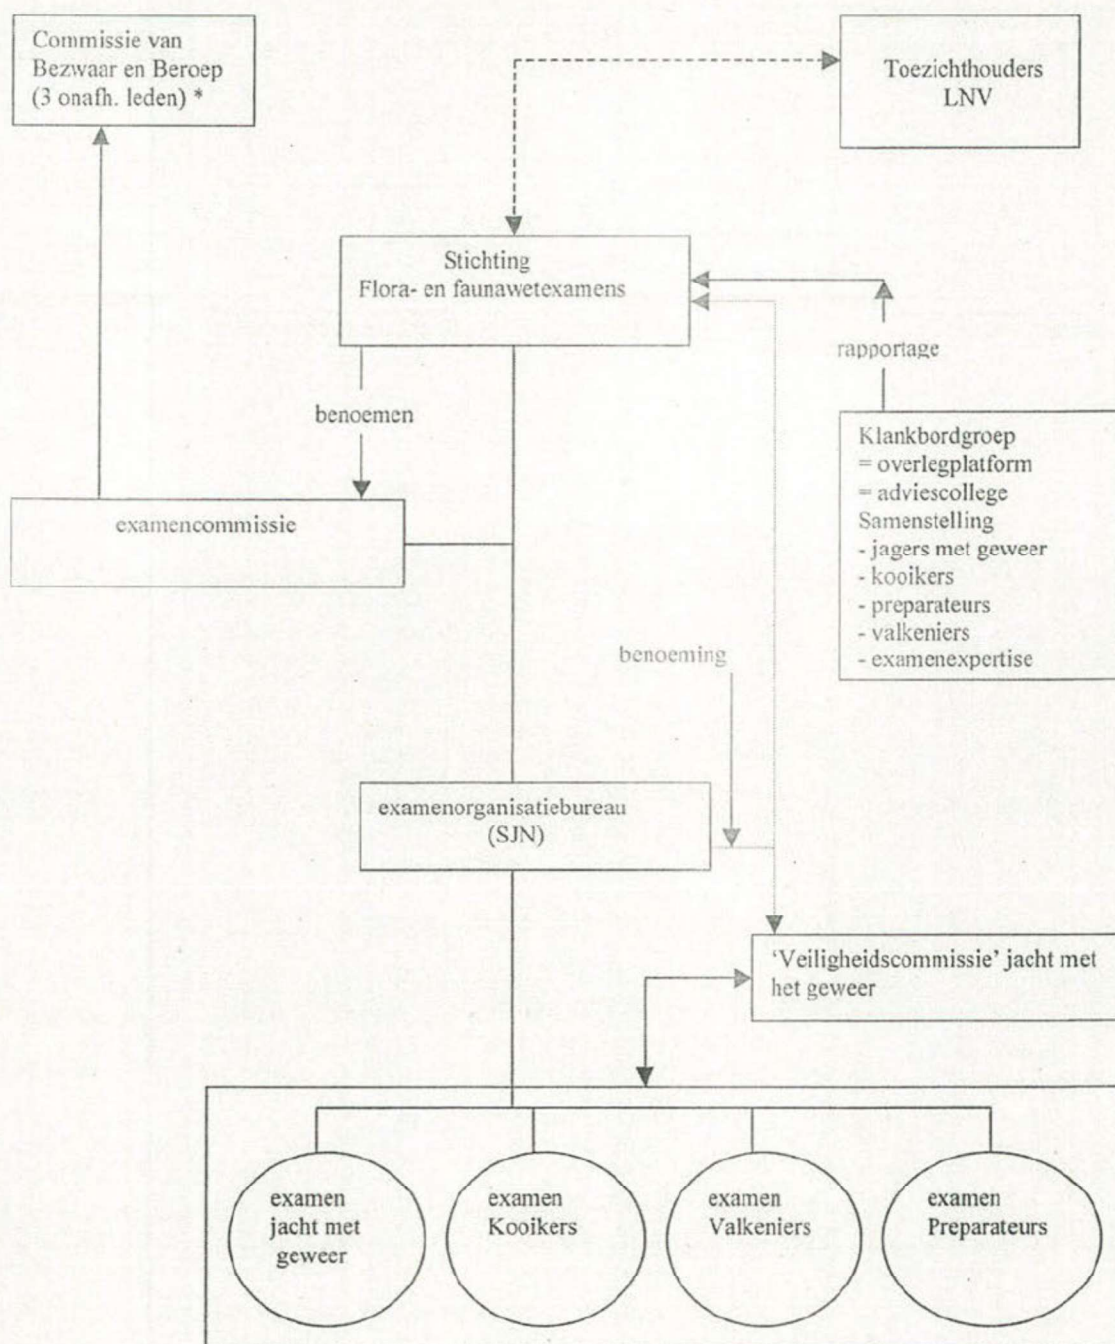 Commissie van
Bezwaar en Beroep
(3 onafh. leden) *
Toezichthouders
LNV
Stichting
Flora- en faunawetexamens
rapportage
benoemen
Klankbordgroep
= overlegplatform
= adviescollege
Samenstelling
- jagers met geweer
- kooikers
- preparateurs
- valkeniers
- examenexpertise
examencommissie
benoeming
examenorganisatiebureau
(SJN)
‘Veiligheidscommissie’ jacht met
het geweer
examen
jacht met
geweer
examen
Kooikers
examen
Valkeniers
examen
Preparateurs